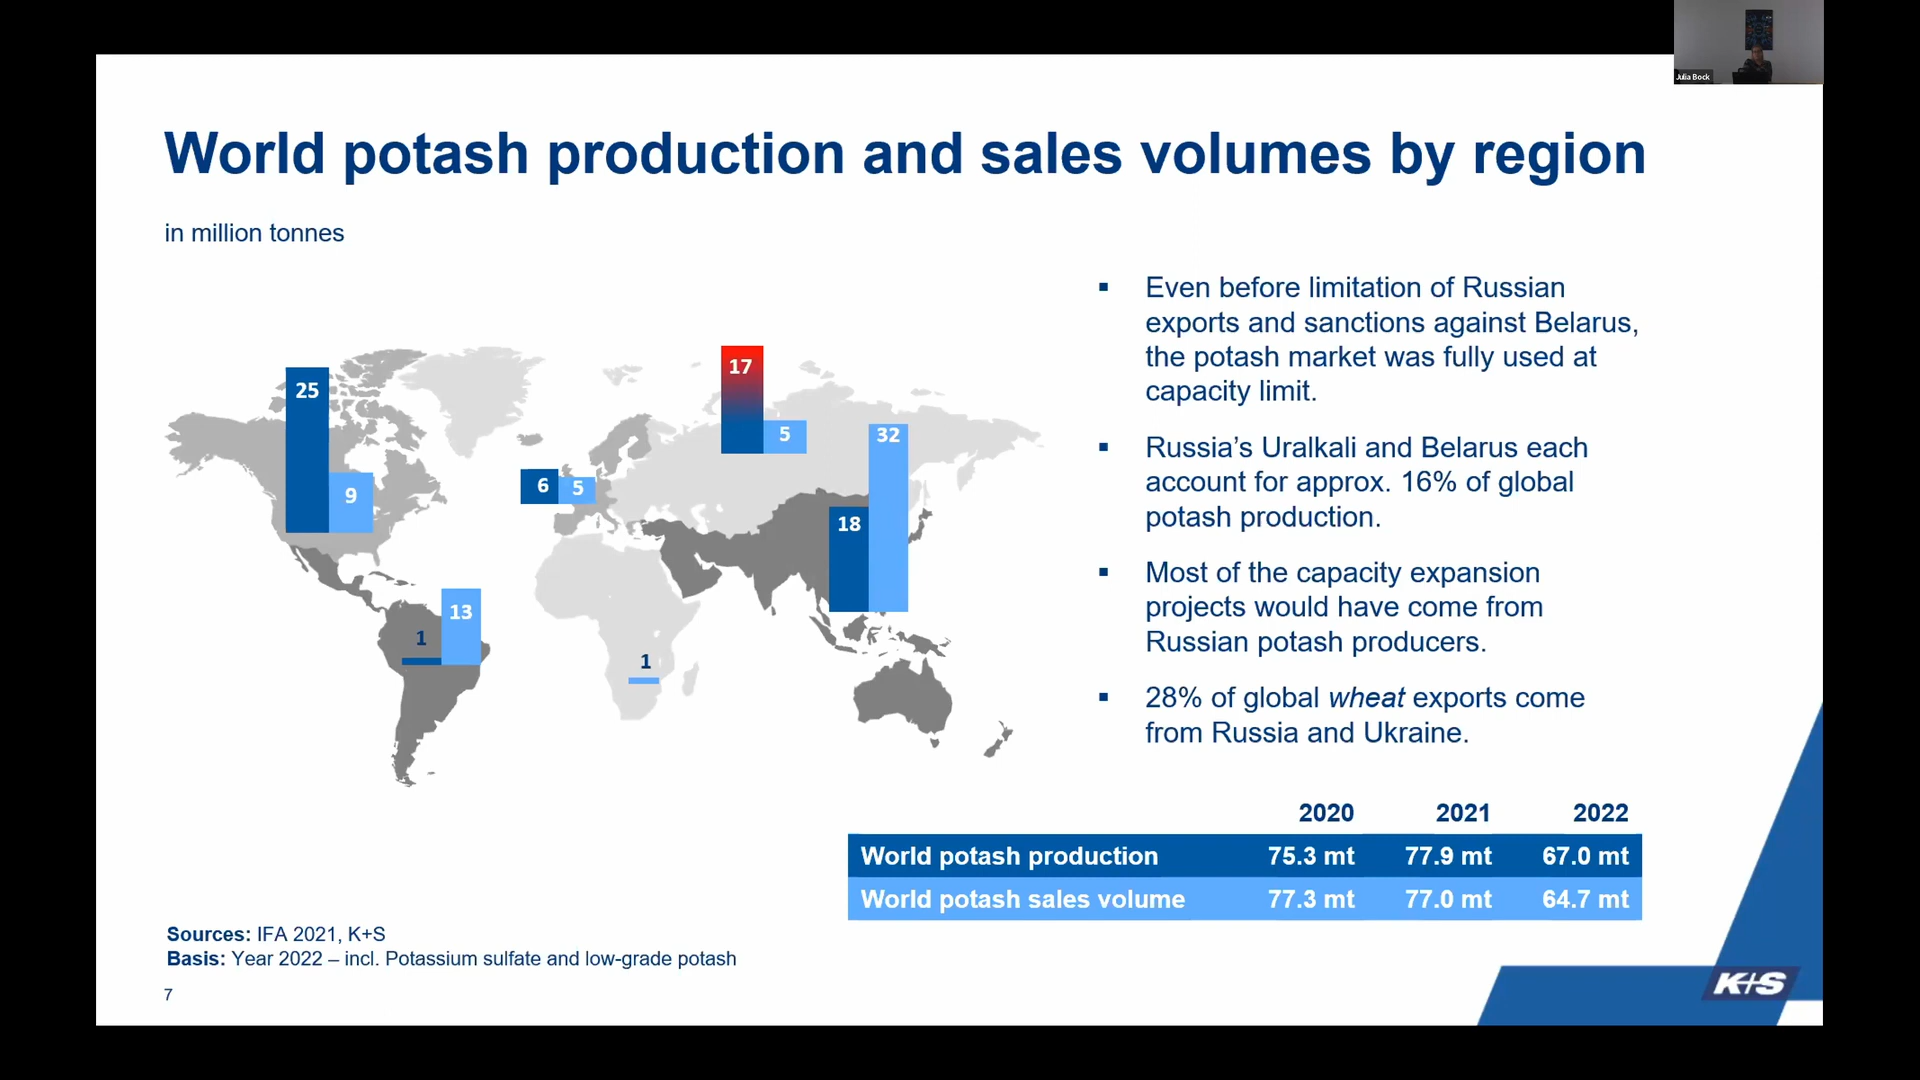 Julia Bock
World potash production and sales volumes by region
in million tonnes
25
9
17
5
32
18
6
5
13
1
1
▪ Even before limitation of Russian
exports and sanctions against Belarus,
the potash market was fully used at
capacity limit.
▪ Russia’s Uralkali and Belarus each
account for approx. 16% of global
potash production.
▪ Most of the capacity expansion
projects would have come from
Russian potash producers.
▪ 28% of global wheat exports come
from Russia and Ukraine.
2020 2021 2022
World potash production 75.3 mt 77.9 mt 67.0 mt
World potash sales volume 77.3 mt 77.0 mt 64.7 mt
Sources: IFA 2021, K+S
Basis: Year 2022 – incl. Potassium sulfate and low-grade potash
7
K+S